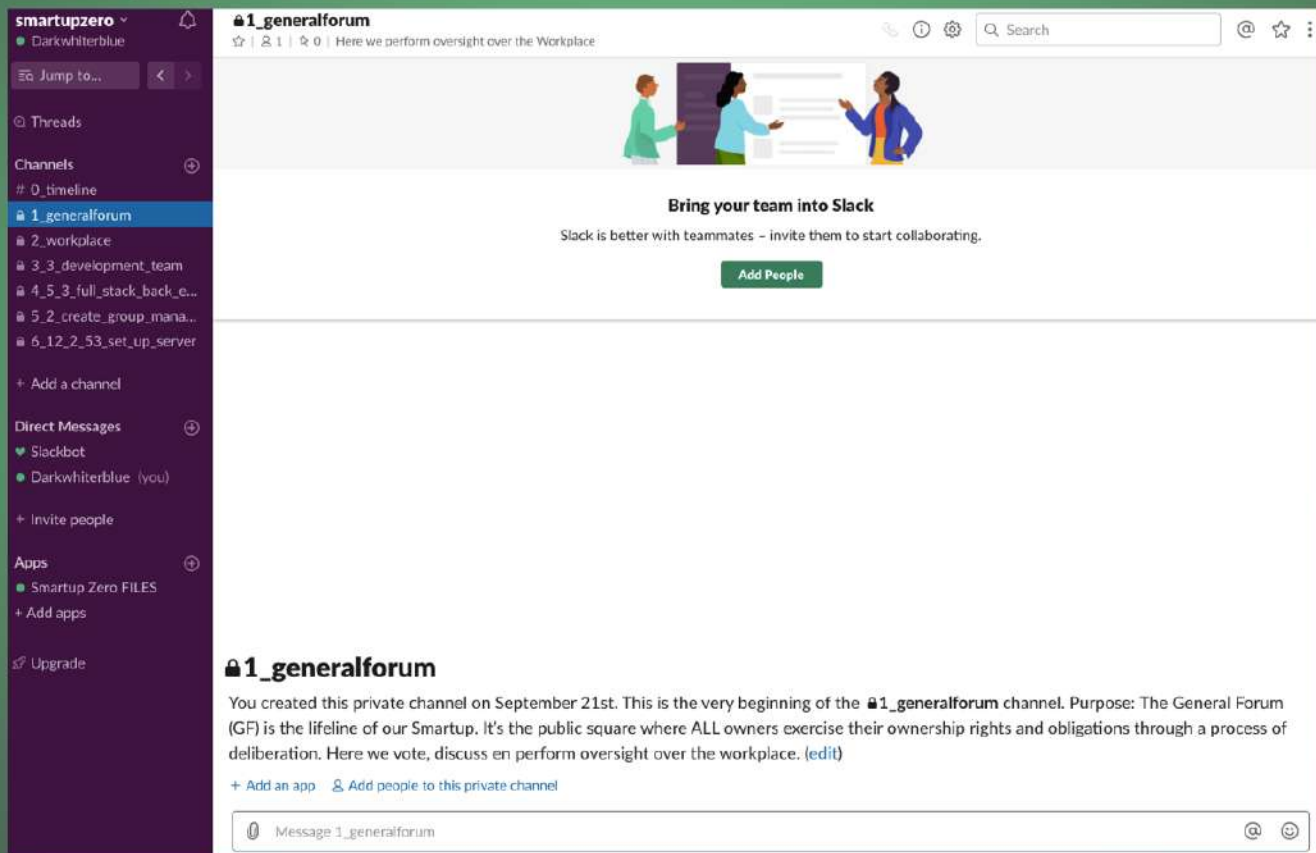 smartupzero
Darkwhiterblue
Jump to...
Threads
Channels
# 0_timeline
1_generalforum
2_workplace
3_3_development_team
4_5_3_full_stack_back_e...
5_2_create_group_mana...
6_12_2_53_set_up_server
+ Add a channel
Direct Messages
Slackbot
Darkwhiterblue (you)
+ Invite people
Apps
Smartup Zero FILES
+ Add apps
Upgrade
1_generalforum
1 | 0 | Here we perform oversight over the Workplace
Search
Bring your team into Slack
Slack is better with teammates – invite them to start collaborating.
Add People
1_generalforum
You created this private channel on September 21st. This is the very beginning of the 1_generalforum channel. Purpose: The General Forum
(GF) is the lifeline of our Smartup. It's the public square where ALL owners exercise their ownership rights and obligations through a process of
deliberation. Here we vote, discuss en perform oversight over the workplace. (edit)
+ Add an app Add people to this private channel
Message 1_generalforum